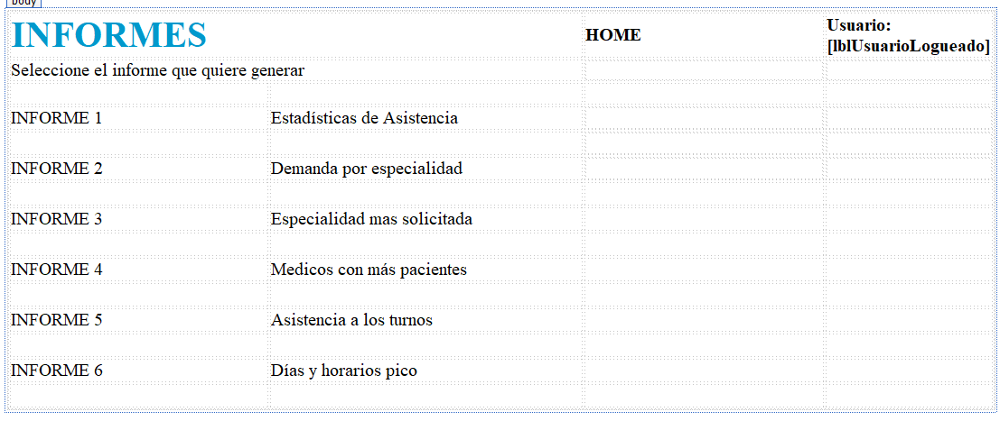 body
INFORMES
HOME
Usuario:
[lblUsuarioLogueado]
Seleccione el informe que quiere generar
INFORME 1 Estadísticas de Asistencia
INFORME 2 Demanda por especialidad
INFORME 3 Especialidad mas solicitada
INFORME 4 Medicos con más pacientes
INFORME 5 Asistencia a los turnos
INFORME 6 Días y horarios pico